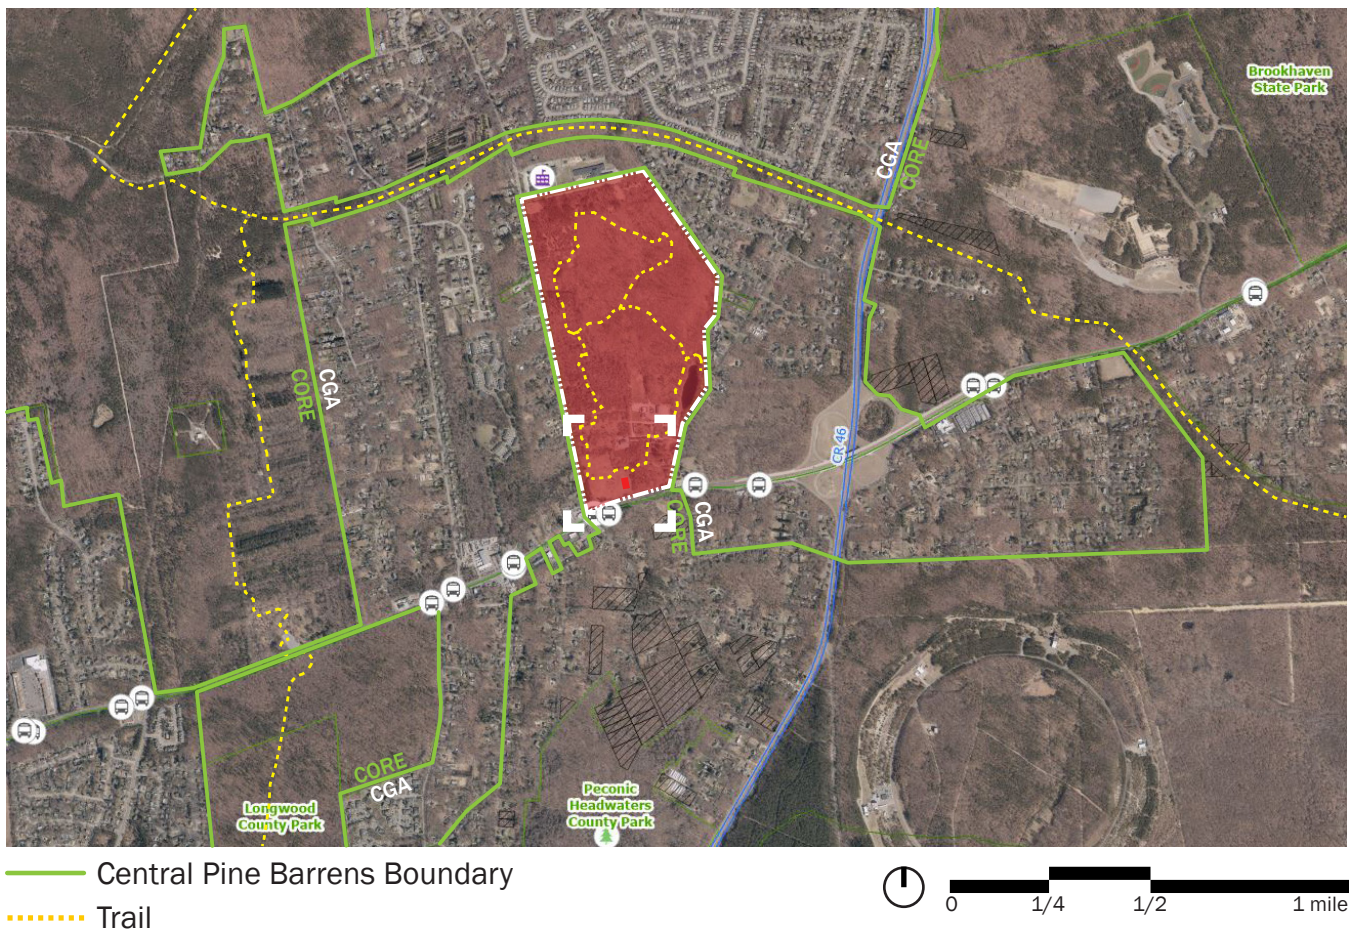 Brookhaven
State Park
CGA
CORE
CGA
CORE
CR 46
CGA
CORE
CORE
CGA
Longwood
County Park
Peconic
Headwaters
County Park
Central Pine Barrens Boundary
Trail
0
1/4
1/2
1 mile